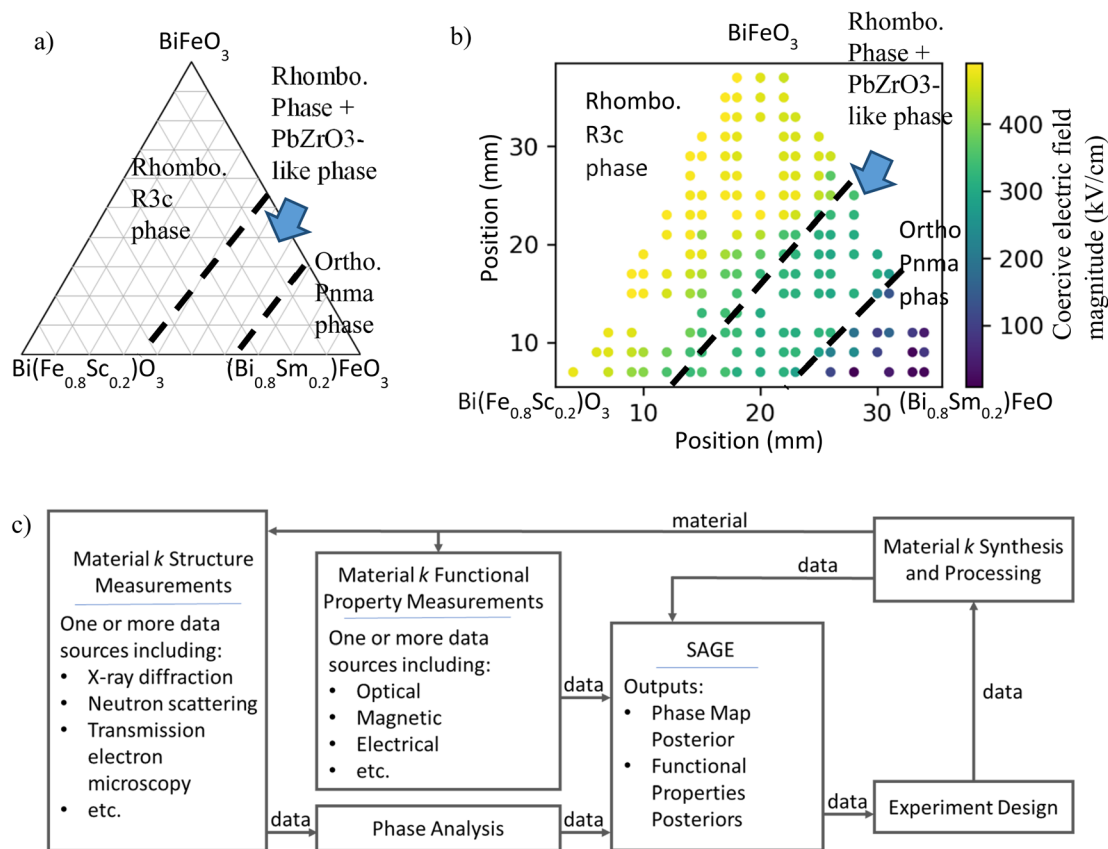 a)
BiFeO3
Rhombo.
Phase +
PbZrO3-
like phase
Rhombo.
R3c
phase
Ortho.
Pnma
phase
Bi(Fe0.8Sc0.2)O3
(Bi0.8Sm0.2)FeO3
b)
BiFeO3
Rhombo.
Phase +
PbZrO3-
like phase
Rhombo.
R3c
phase
Ortho
Pnma
phas
Position (mm)
30
20
10
Bi(Fe0.8Sc0.2)O3
10
20
30
(Bi0.8Sm0.2)FeO
Position (mm)
400
300
200
100
Coercive electric field
magnitude (kV/cm)
c)
Material k Structure
Measurements
One or more data
sources including:
• X-ray diffraction
• Neutron scattering
• Transmission
electron
microscopy
• etc.
Material k Functional
Property Measurements
One or more data
sources including:
• Optical
• Magnetic
• Electrical
• etc.
material
data
Material k Synthesis
and Processing
SAGE
Outputs:
• Phase Map
Posterior
• Functional
Properties
Posteriors
data
data
data
Phase Analysis
data
data
Experiment Design